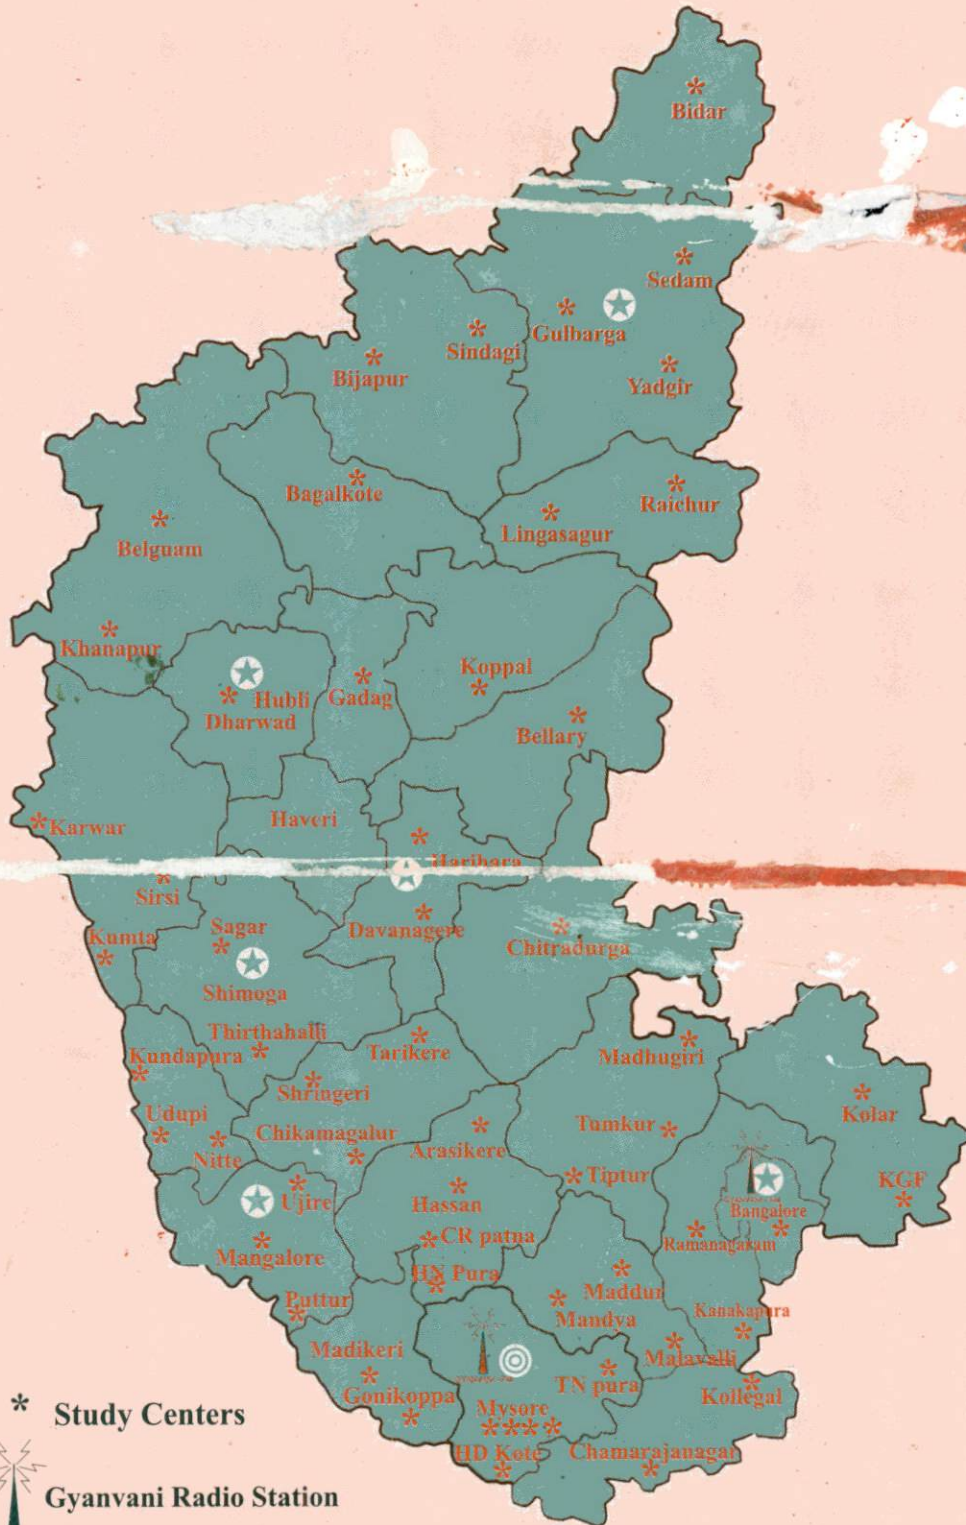 Bidar
Sedam
Gulbarga
Sindagi
Bijapur
Yadgir
Bagalkote
Raichur
Lingasagur
Belguam
Khanapur
Koppal
Hubli
Gadag
Dharwad
Bellary
Haveri
Karwar
Harihara
Sirsi
Sagar
Davanagere
Kumta
Chitradurga
Shimoga
Thirthahalli
Tarikere
Madhugiri
Kundapura
Shringeri
Udupi
Kolar
Tumkur
Chikamagalur
Arasikere
Nitte
Tiptur
KGF
Ujire
Hassan
Bangalore
CR patna
Ramanagaram
Mangalore
HN Pura
Maddur
Puttur
Kanakapura
Mandya
Madikeri
Malavalli
TN pura
Gonikoppa
Kollegal
Mysore
HD Kote
Chamarajanagar
* Study Centers
Gyanvani Radio Station